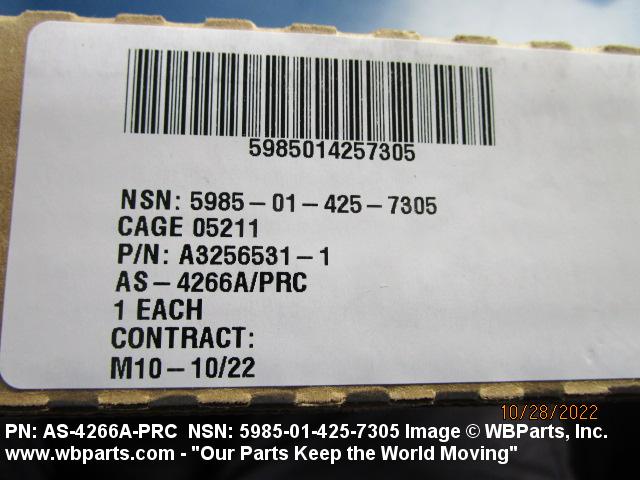 5985014257305
NSN: 5985-01-425-7305
CAGE 05211
P/N: A3256531-1
AS-4266A/PRC
1 EACH
CONTRACT:
M10-10/22
10/28/2022
PN: AS-4266A-PRC NSN: 5985-01-425-7305 Image © WBParts, Inc.
www.wbparts.com - "Our Parts Keep the World Moving"